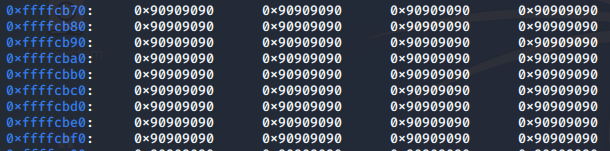 0xffffcb70: 0x90909090 0x90909090 0x90909090 0x90909090
0xffffcb80: 0x90909090 0x90909090 0x90909090 0x90909090
0xffffcb90: 0x90909090 0x90909090 0x90909090 0x90909090
0xffffcba0: 0x90909090 0x90909090 0x90909090 0x90909090
0xffffcbb0: 0x90909090 0x90909090 0x90909090 0x90909090
0xffffcbc0: 0x90909090 0x90909090 0x90909090 0x90909090
0xffffcbd0: 0x90909090 0x90909090 0x90909090 0x90909090
0xffffcbe0: 0x90909090 0x90909090 0x90909090 0x90909090
0xffffcbf0: 0x90909090 0x90909090 0x90909090 0x90909090